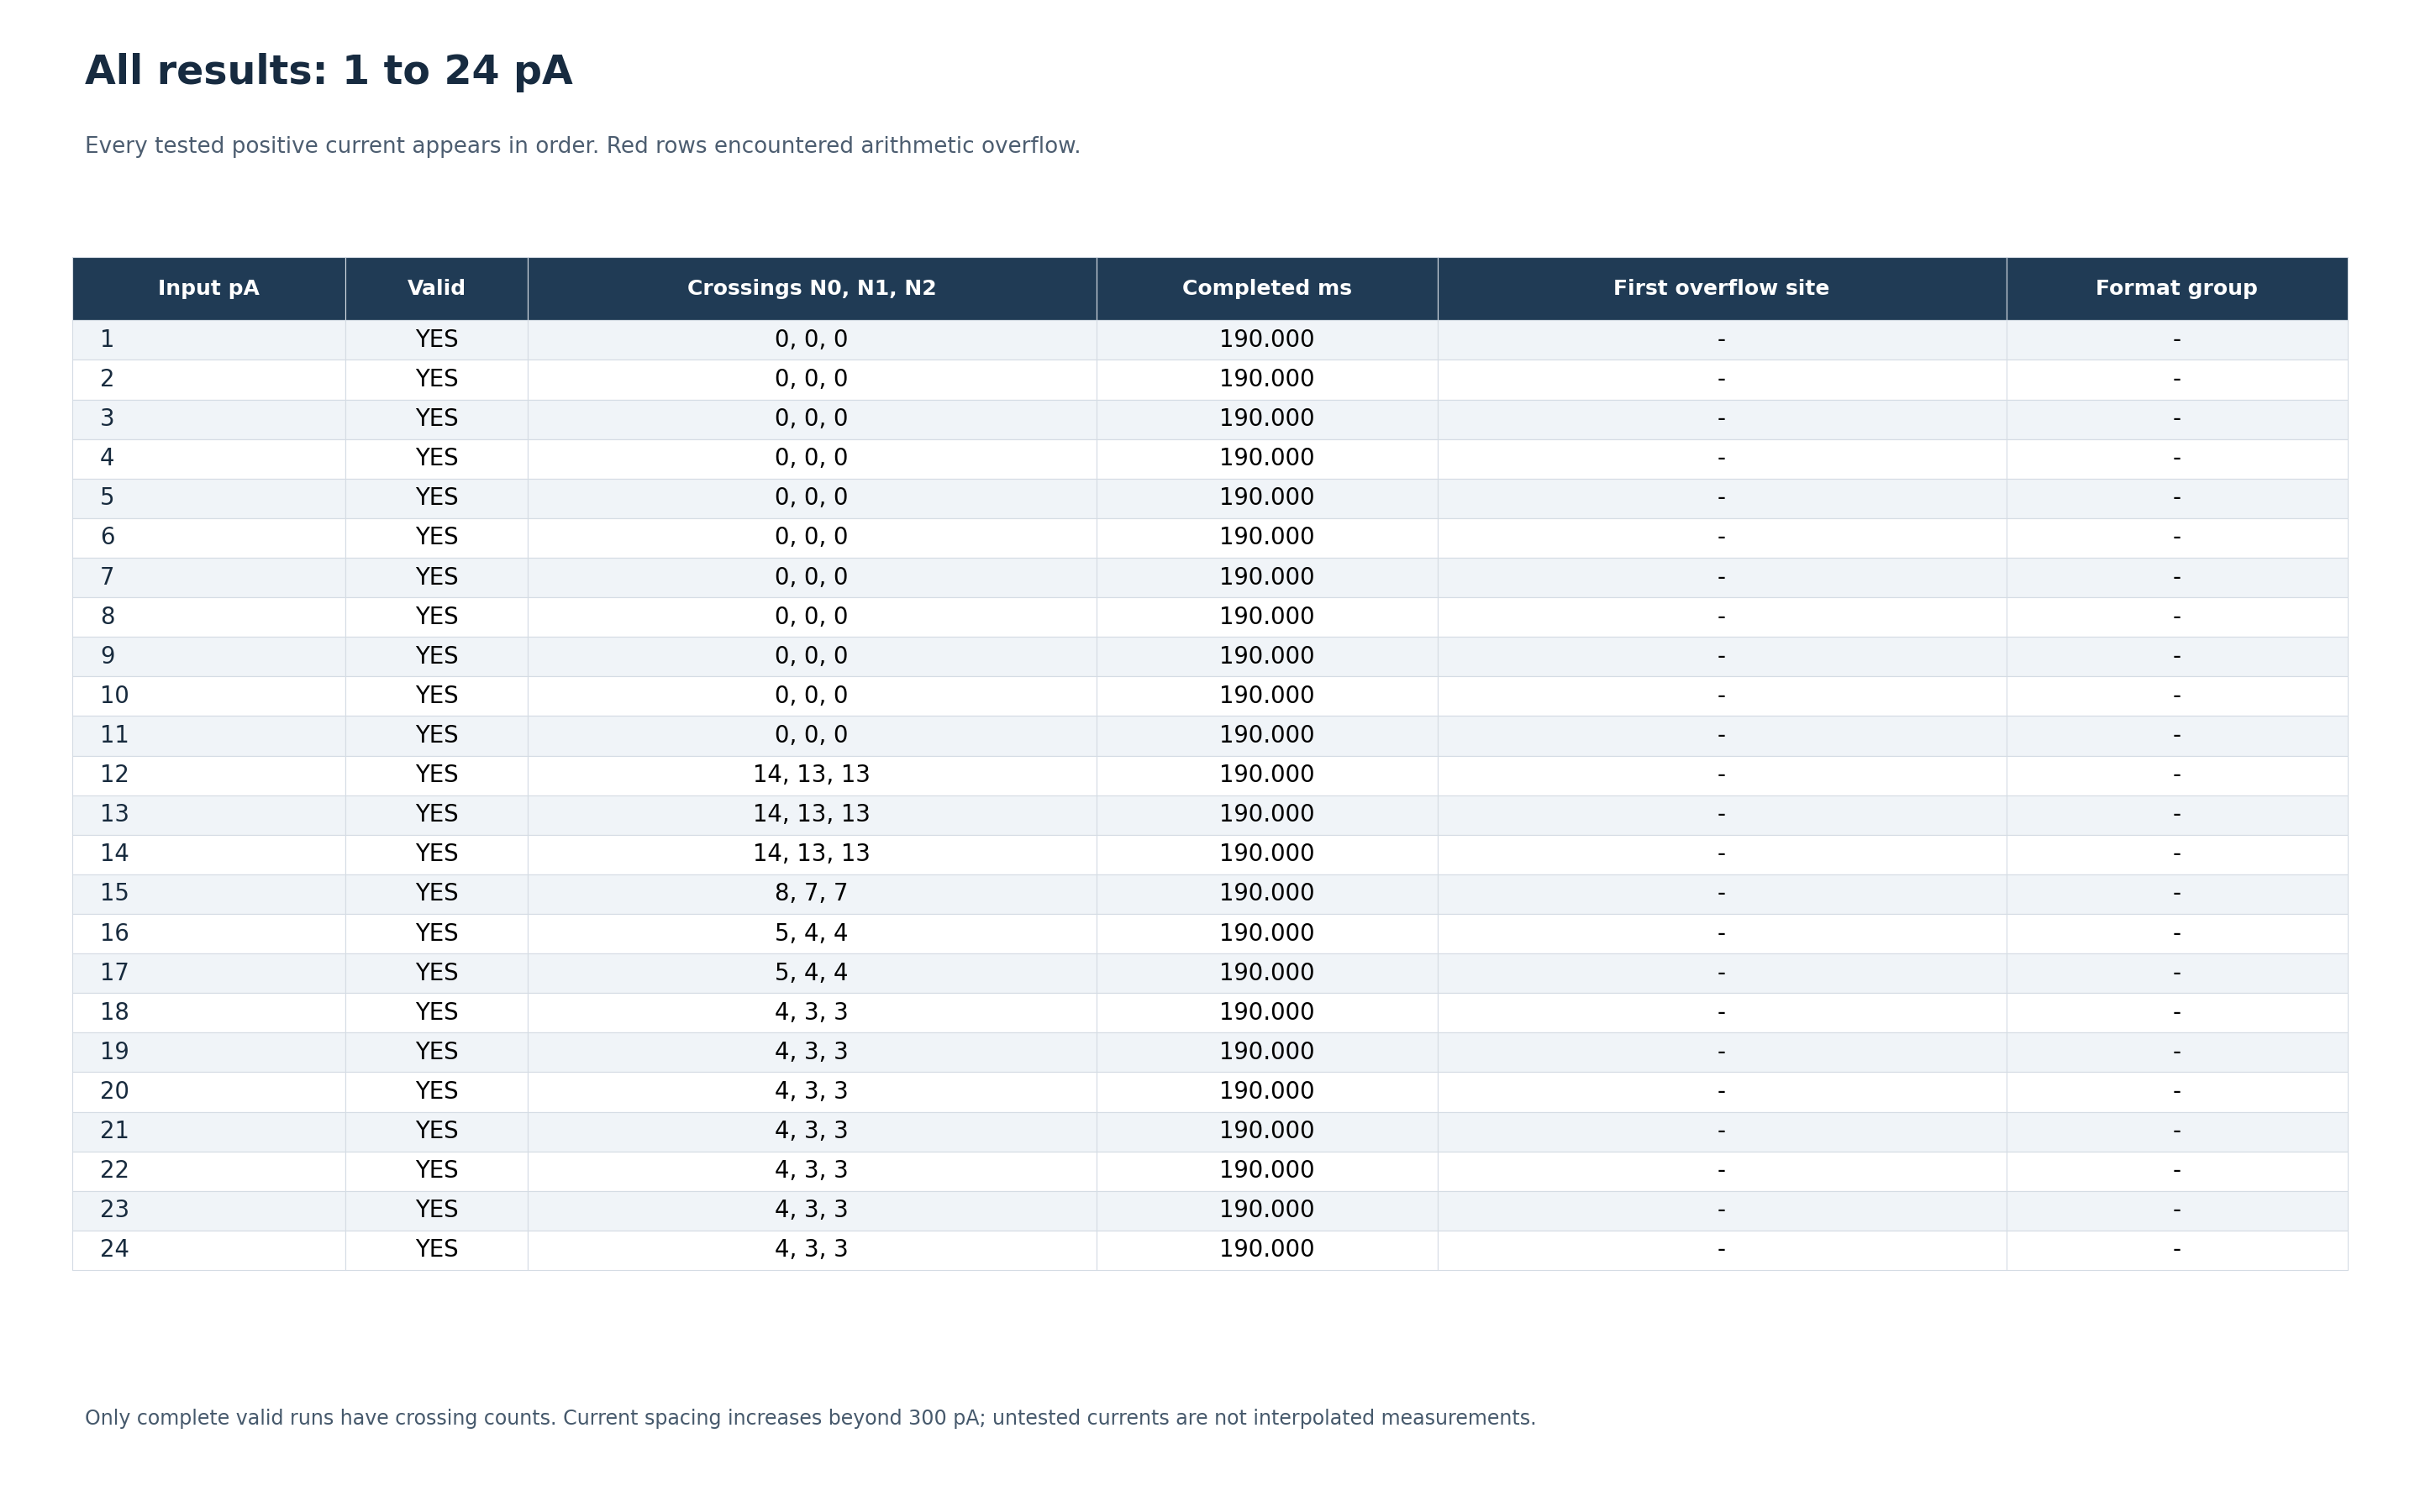 All results: 1 to 24 pA
Every tested positive current appears in order. Red rows encountered arithmetic overflow.
Input pA Valid Crossings N0, N1, N2 Completed ms First overflow site Format group
1 YES 0, 0, 0 190.000 - -
2 YES 0, 0, 0 190.000 - -
3 YES 0, 0, 0 190.000 - -
4 YES 0, 0, 0 190.000 - -
5 YES 0, 0, 0 190.000 - -
6 YES 0, 0, 0 190.000 - -
7 YES 0, 0, 0 190.000 - -
8 YES 0, 0, 0 190.000 - -
9 YES 0, 0, 0 190.000 - -
10 YES 0, 0, 0 190.000 - -
11 YES 0, 0, 0 190.000 - -
12 YES 14, 13, 13 190.000 - -
13 YES 14, 13, 13 190.000 - -
14 YES 14, 13, 13 190.000 - -
15 YES 8, 7, 7 190.000 - -
16 YES 5, 4, 4 190.000 - -
17 YES 5, 4, 4 190.000 - -
18 YES 4, 3, 3 190.000 - -
19 YES 4, 3, 3 190.000 - -
20 YES 4, 3, 3 190.000 - -
21 YES 4, 3, 3 190.000 - -
22 YES 4, 3, 3 190.000 - -
23 YES 4, 3, 3 190.000 - -
24 YES 4, 3, 3 190.000 - -
Only complete valid runs have crossing counts. Current spacing increases beyond 300 pA; untested currents are not interpolated measurements.